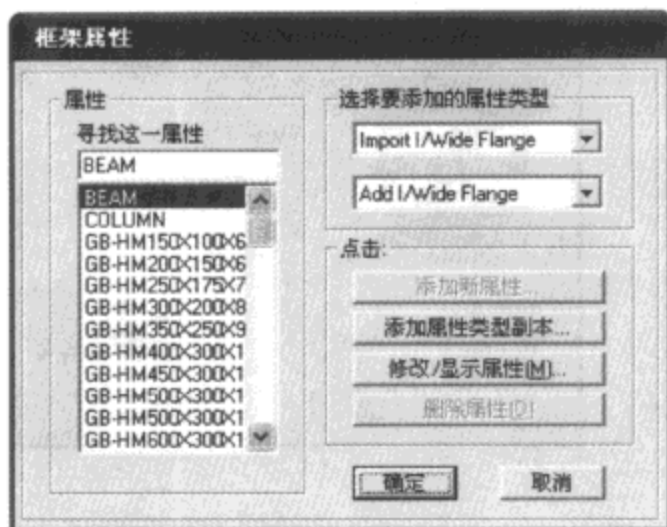 框架属性
属性
寻找这一属性
BEAM
BEAM
COLUMN
GB-HM150X100X6
GB-HM200X150X6
GB-HM250X175X7
GB-HM300X200X8
GB-HM350X250X9
GB-HM400X300X1
GB-HM450X300X1
GB-HM500X300X1
GB-HM500X300X1
GB-HM600X300X1
选择要添加的属性类型
Import I/Wide Flange
Add I/Wide Flange
点击:
添加新属性...
添加属性类型副本...
修改/显示属性(M)...
删除属性(D)
确定
取消